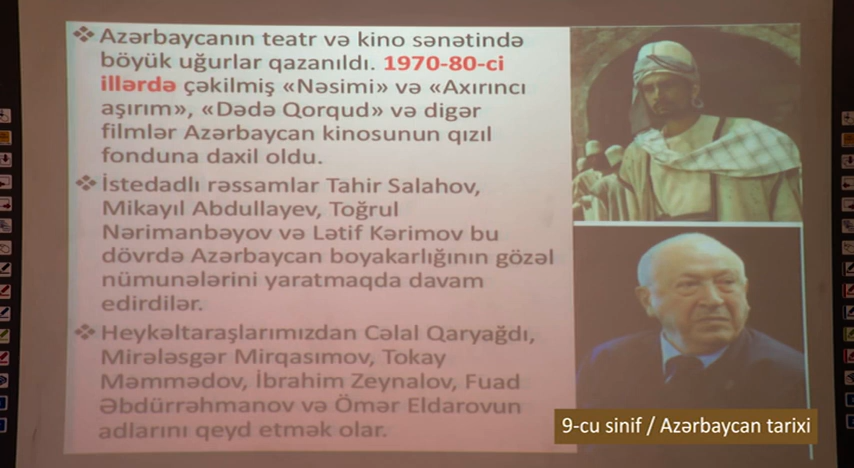 ❖ Azərbaycanın teatr və kino sənətində
böyük uğurlar qazanıldı. 1970-80-ci
illərdə çəkilmiş «Nəsimi» və «Axırıncı
aşırım», «Dədə Qorqud» və digər
filmlər Azərbaycan kinosunun qızıl
fonduna daxil oldu.
❖ İstedadlı rəssamlar Tahir Salahov,
Mikayıl Abdullayev, Toğrul
Nərimanbəyov və Lətif Kərimov bu
dövrdə Azərbaycan boyakarlığının gözəl
nümunələrini yaratmaqda davam
edirdilər.
❖ Heykəltaraşlarımızdan Cəlal Qaryağdı,
Mirələsgər Mirqasımov, Tokay
Məmmədov, İbrahim Zeynalov, Fuad
Əbdürrəhmanov və Ömər Eldarovun
adlarını qeyd etmək olar.
9-cu sinif / Azərbaycan tarixi